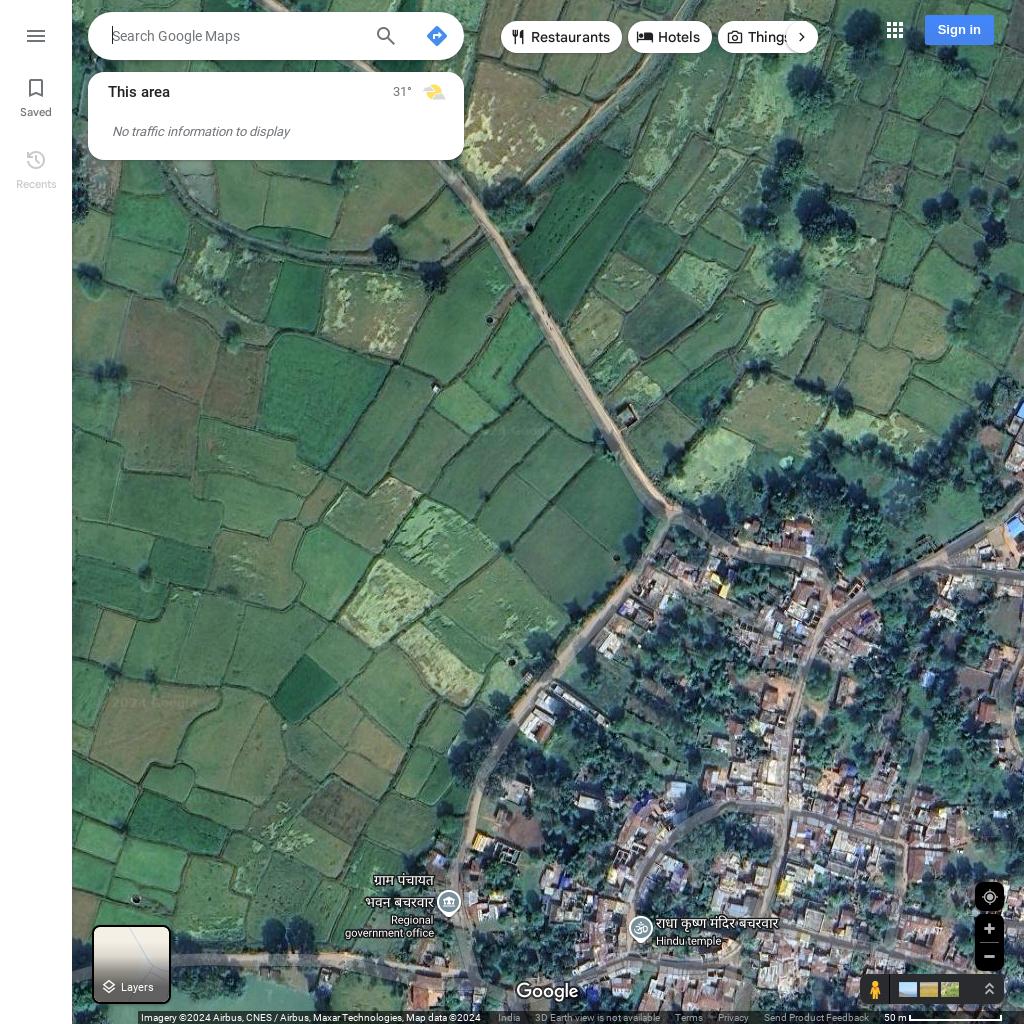 Search Google Maps
Restaurants
Hotels
Things
Sign in
Saved
This area
31°
No traffic information to display
Recents
ग्राम पंचायत
भवन बचरवार
Regional
government office
राधा कृष्ण मंदिर बचरवार
Hindu temple
Layers
Google
Imagery ©2024 Airbus, CNES / Airbus, Maxar Technologies, Map data ©2024
India
3D Earth view is not available
Terms
Privacy
Send Product Feedback
50 m